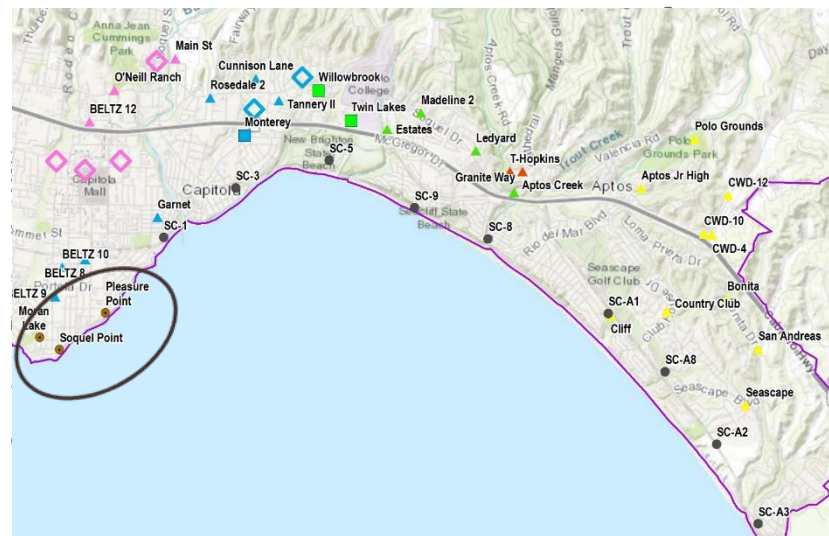 Anna Jean
Cummings
Park
Main St
O'Neill Ranch
BELTZ 12
Cunnison Lane
Rosedale 2
Willowbrook
Tannery II
College
Monterey
Twin Lakes
Madeline 2
Estates
Soquel Dr
McGregor Dr
New Brighton
State
Beach
SC-5
Ledyard
T-Hopkins
Granite Way
Aptos Creek
Aptos Creek Rd
Trout Creek
Valencia Rd
Polo Grounds
Polo
Grounds Park
Aptos
Aptos Jr High
CWD-12
CWD-10
CWD-4
Capitola
Mall
Capitola
SC-3
Garnet
SC-1
SC-9
Seacliff State
Beach
SC-8
Rio del Mar Blvd
BELTZ 10
BELTZ 8
Portola Dr
BELTZ 9
Pleasure
Point
Moran
Lake
Soquel Point
Seascape
Golf Club
SC-A1
Cliff
Country Club
Bonita
San Andreas
SC-A8
Seascape Blvd
Seascape
SC-A2
SC-A3